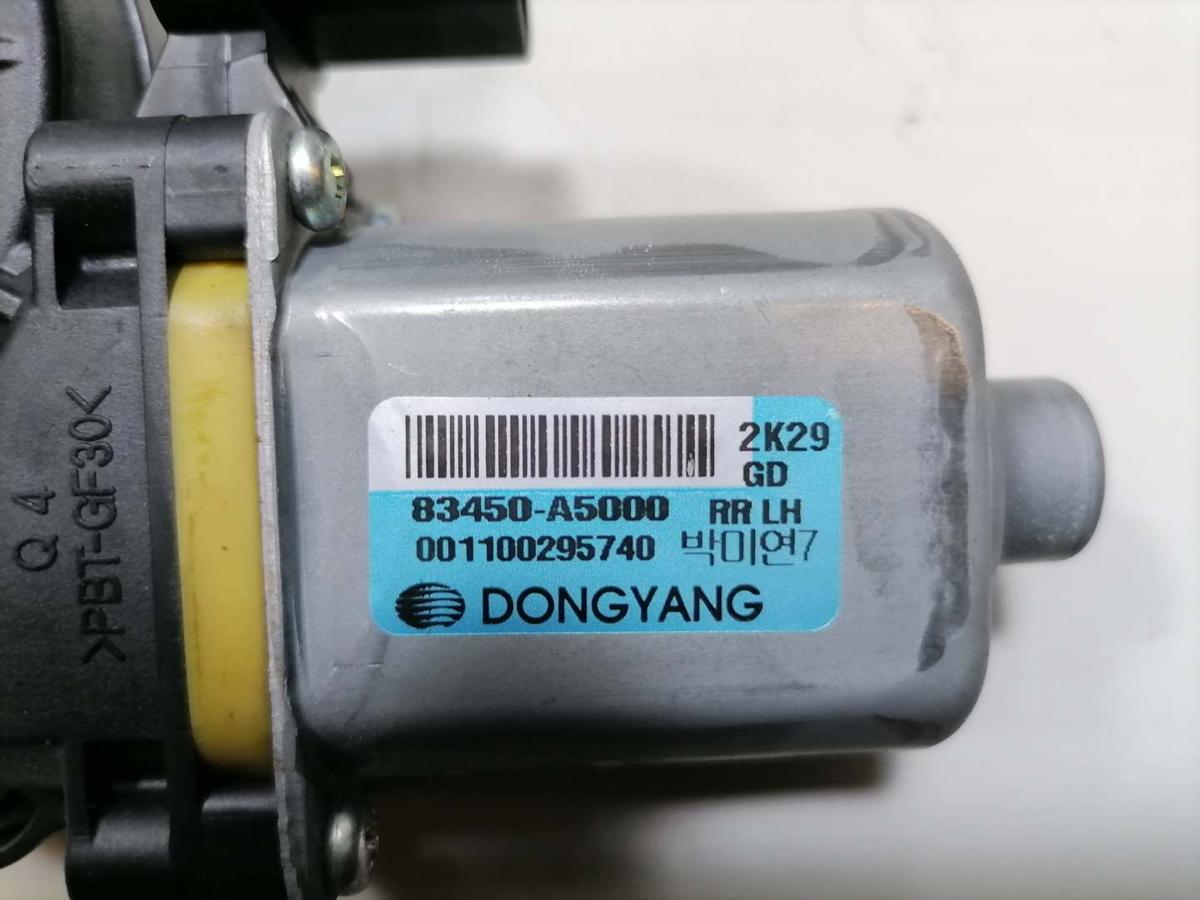 2K29
GD
83450-A5000 RR LH
001100295740 박미연7
DONGYANG
Q 4
>PBT-GF30<